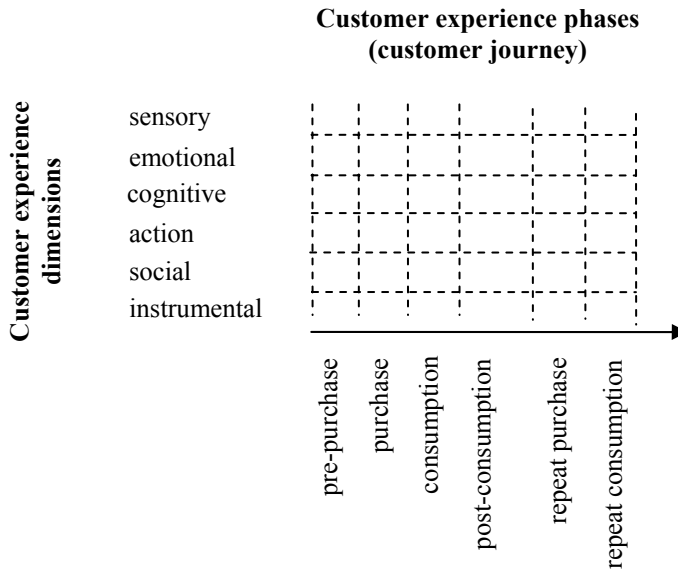 Customer experience phases
(customer journey)
Customer experience
dimensions
sensory
emotional
cognitive
action
social
instrumental
pre-purchase
purchase
consumption
post-consumption
repeat purchase
repeat consumption